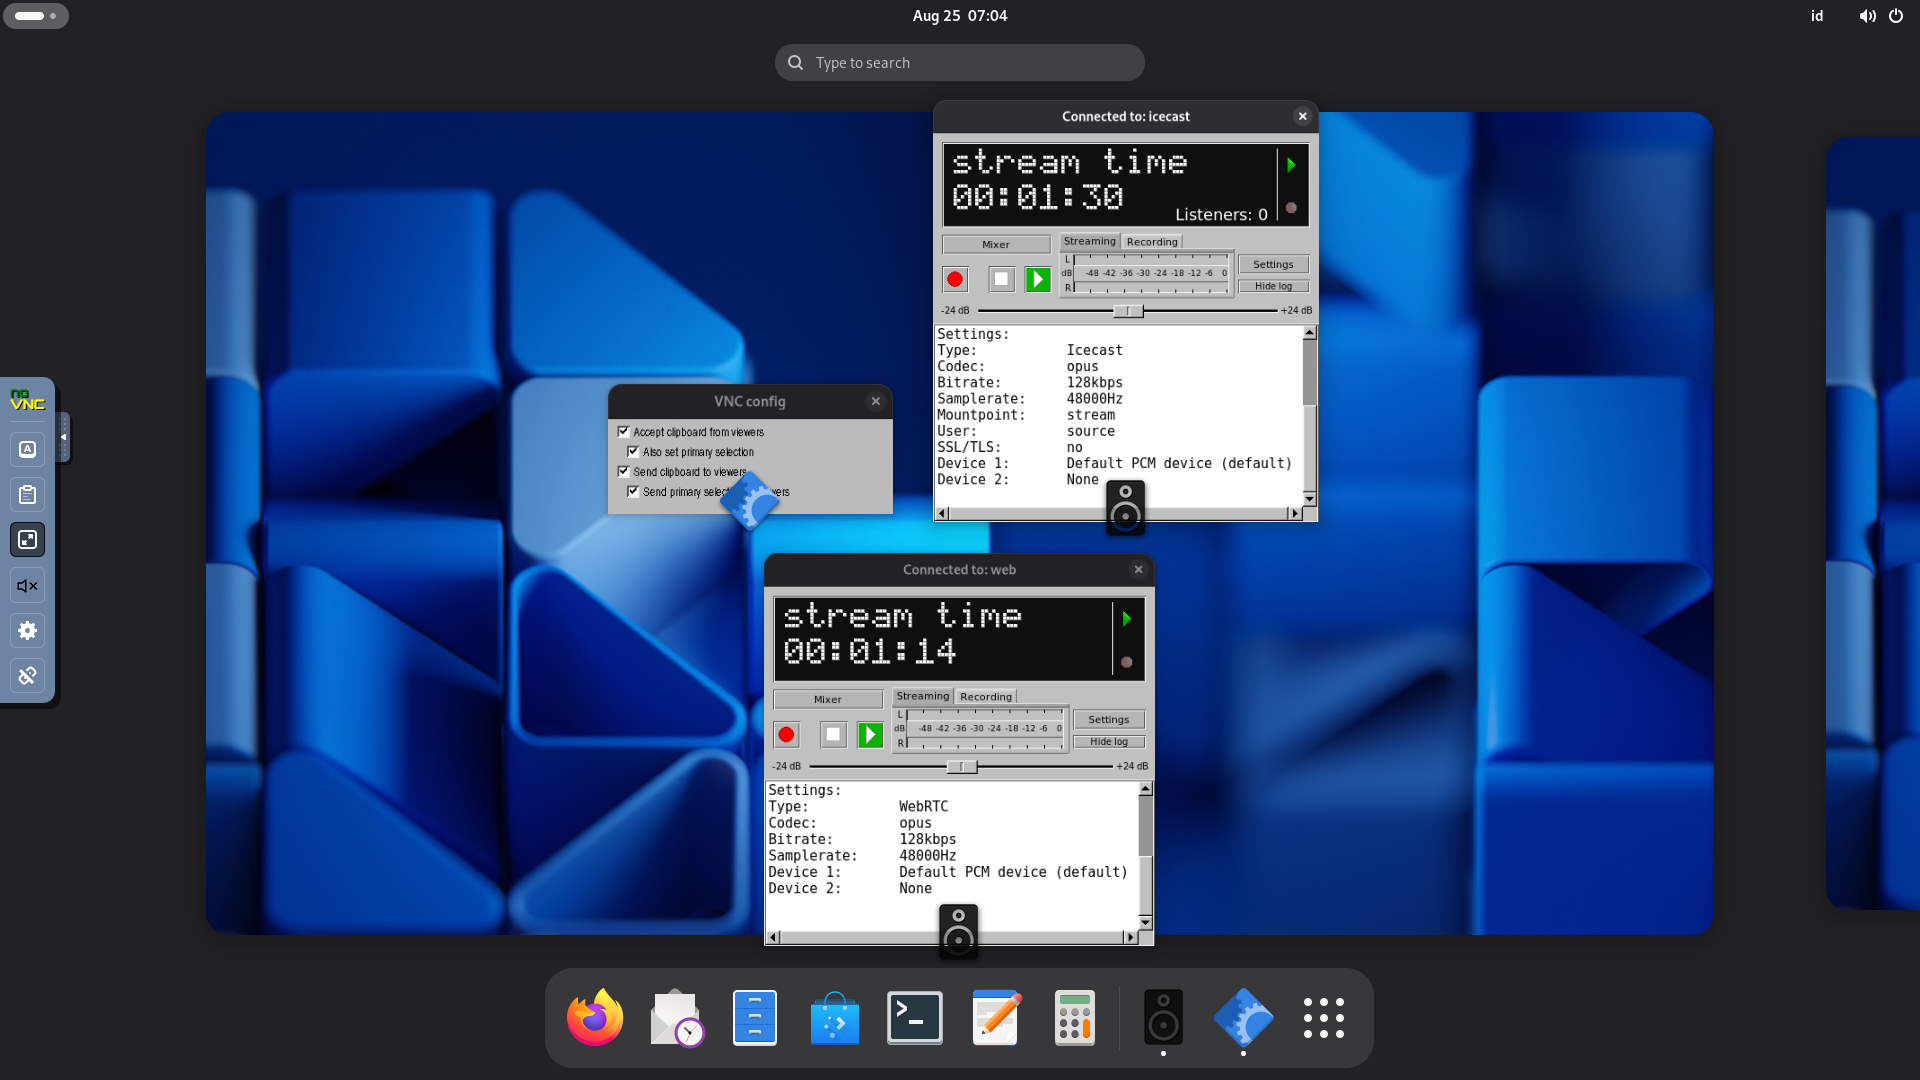 Aug 25 07:04
id
Type to search
Connected to: icecast
stream time
00:01:30
Listeners: 0
Mixer
Streaming
Recording
L
dB -48 -42 -36 -30 -24 -18 -12 -6 0
R
Settings
Hide log
-24 dB
+24 dB
Settings:
Type: Icecast
Codec: opus
Bitrate: 128kbps
Samplerate: 48000Hz
Mountpoint: stream
User: source
SSL/TLS: no
Device 1: Default PCM device (default)
Device 2: None
no
VNC
A
VNC config
Accept clipboard from viewers
Also set primary selection
Send clipboard to viewers
Send primary
Connected to: web
stream time
00:01:14
Mixer
Streaming
Recording
L
dB -48 -42 -36 -30 -24 -18 -12 -6 0
R
Settings
Hide log
-24 dB
+24 dB
Settings:
Type: WebRTC
Codec: opus
Bitrate: 128kbps
Samplerate: 48000Hz
Device 1: Default PCM device (default)
Device 2: None